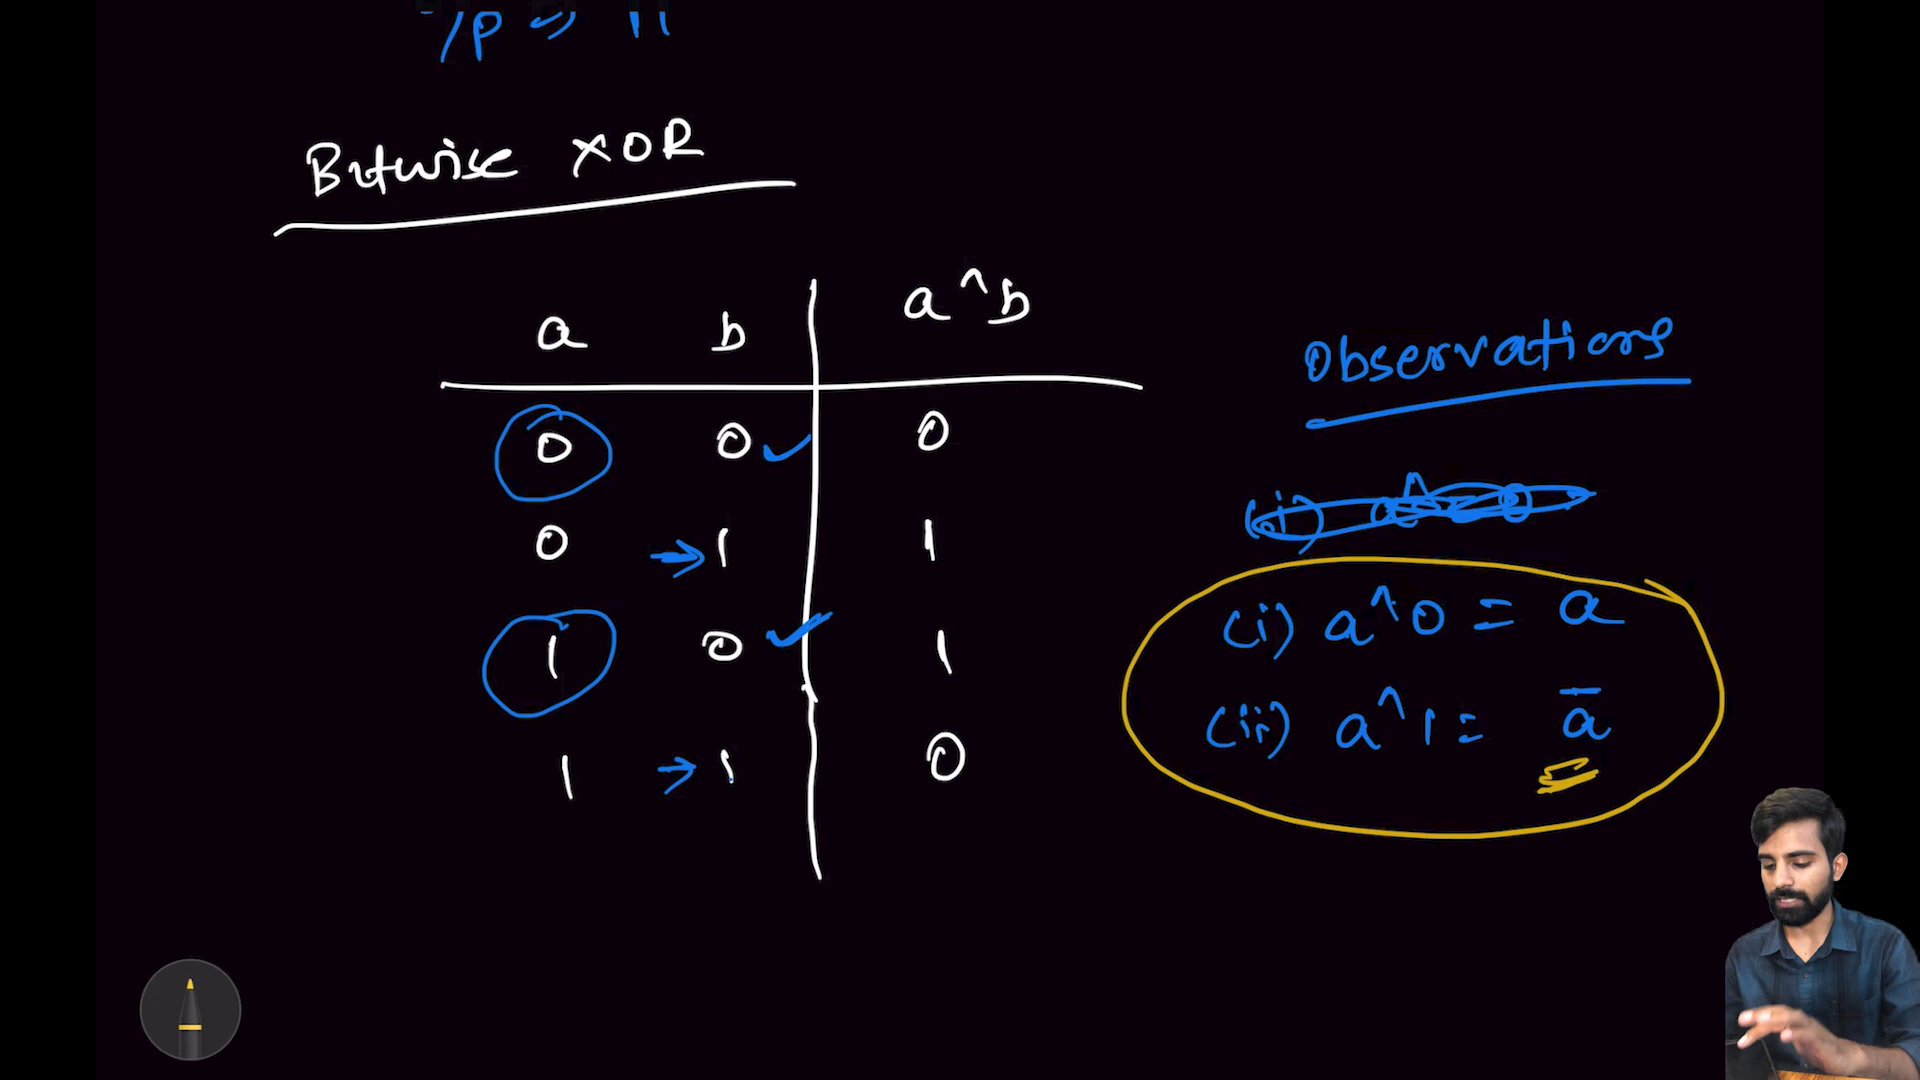 Bitwise XOR
a b a^b
0 0 0
0 1 1
1 0 1
1 1 0
Observations
(i) a^0 = a
(ii) a^1 = ā